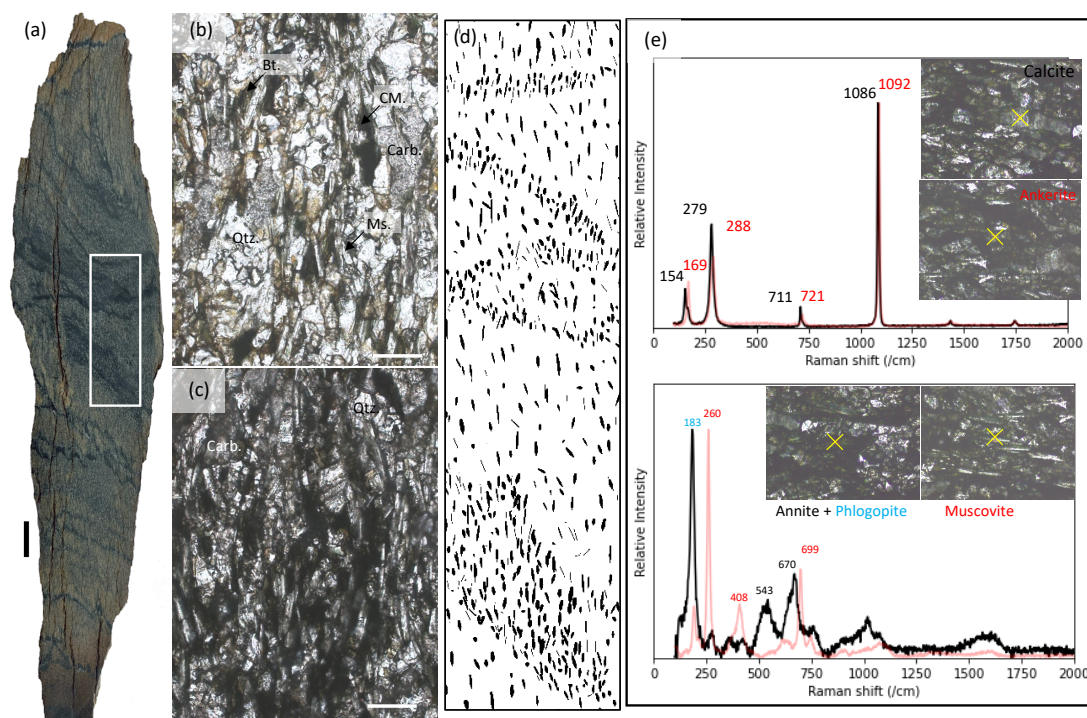 (a)
(b)
Bt.
CM.
Carb.
Ms.
Qtz.
(c)
Qtz.
Carb.
(d)
(e)
Relative Intensity
154
169
279
288
711
721
1086
1092
Calcite
Ankerite
0 250 500 750 1000 1250 1500 1750 2000
Raman shift (/cm)
Relative Intensity
183
260
408
543
670
699
Annite + Phlogopite
Muscovite
0 250 500 750 1000 1250 1500 1750 2000
Raman shift (/cm)